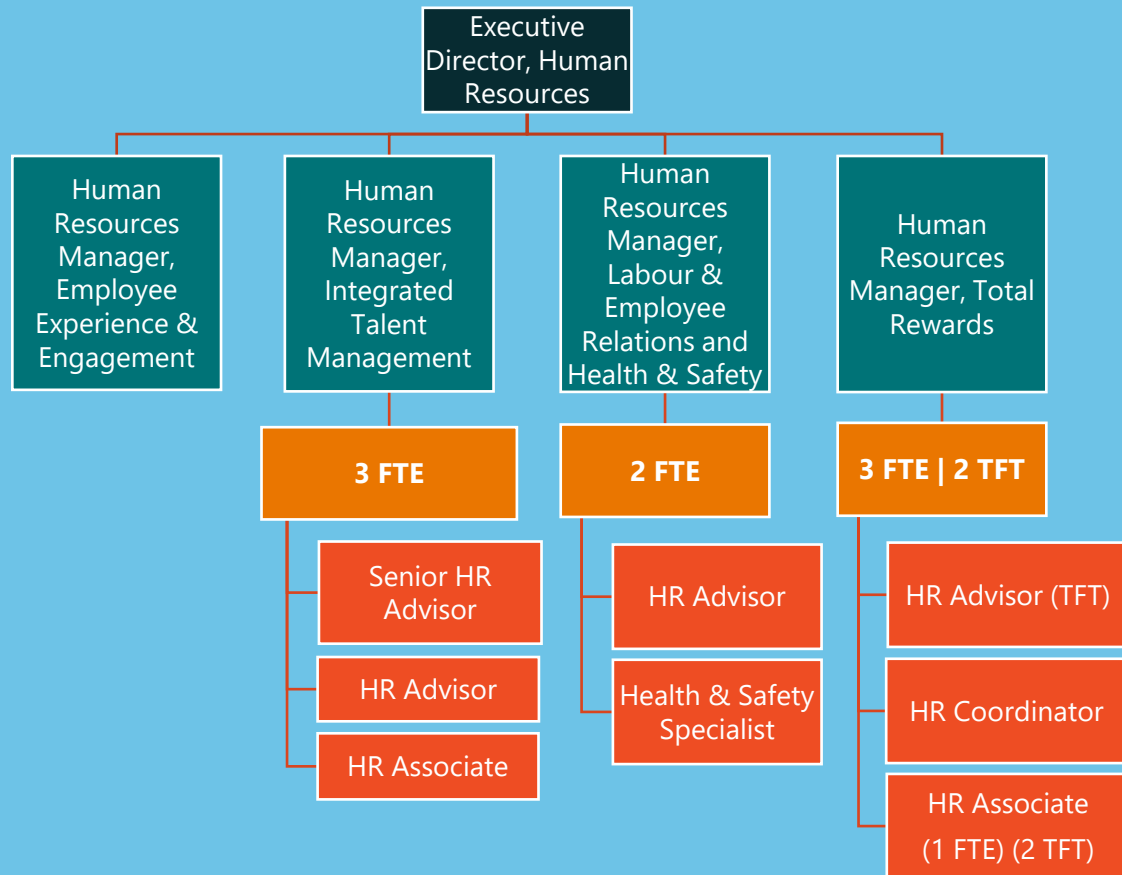 Executive
Director, Human
Resources
Human
Resources
Manager,
Employee
Experience &
Engagement
Human
Resources
Manager,
Integrated
Talent
Management
Human
Resources
Manager,
Labour &
Employee
Relations and
Health & Safety
Human
Resources
Manager, Total
Rewards
3 FTE
2 FTE
3 FTE | 2 TFT
Senior HR
Advisor
HR Advisor
HR Associate
HR Advisor
Health & Safety
Specialist
HR Advisor (TFT)
HR Coordinator
HR Associate
(1 FTE) (2 TFT)